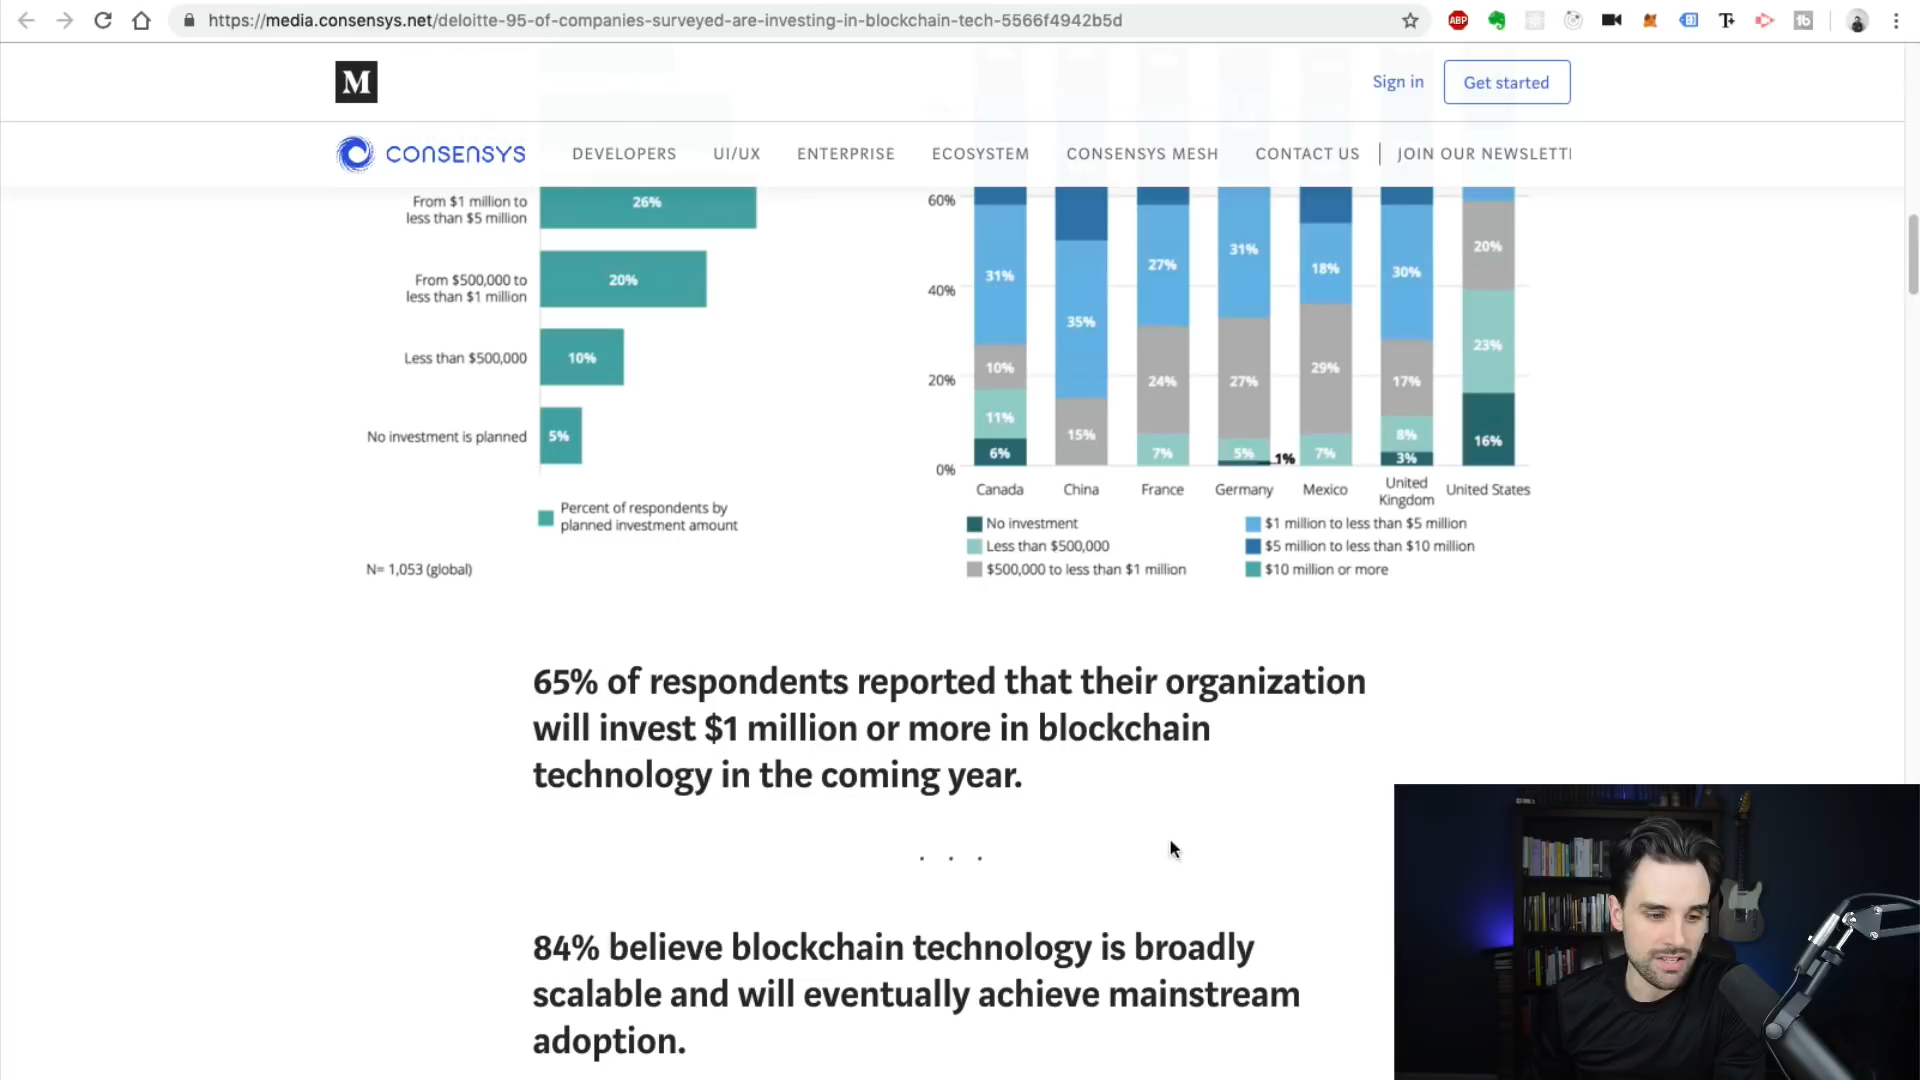 https://media.consensys.net/deloitte-95-of-companies-surveyed-are-investing-in-blockchain-tech-5566f4942b5d
ABP
T+
tb
M
Sign in
Get started
CONSENSYS
DEVELOPERS
UI/UX
ENTERPRISE
ECOSYSTEM
CONSENSYS MESH
CONTACT US
JOIN OUR NEWSLETT
From $1 million to
less than $5 million
26%
From $500,000 to
less than $1 million
20%
Less than $500,000
10%
No investment is planned
5%
Percent of respondents by
planned investment amount
N= 1,053 (global)
60%
40%
20%
0%
31%
10%
11%
6%
35%
15%
27%
24%
7%
31%
27%
5%
1%
18%
29%
7%
30%
17%
8%
3%
20%
23%
16%
Canada
China
France
Germany
Mexico
United
Kingdom
United States
No investment
Less than $500,000
$500,000 to less than $1 million
$1 million to less than $5 million
$5 million to less than $10 million
$10 million or more
65% of respondents reported that their organization
will invest $1 million or more in blockchain
technology in the coming year.
. . .
84% believe blockchain technology is broadly
scalable and will eventually achieve mainstream
adoption.